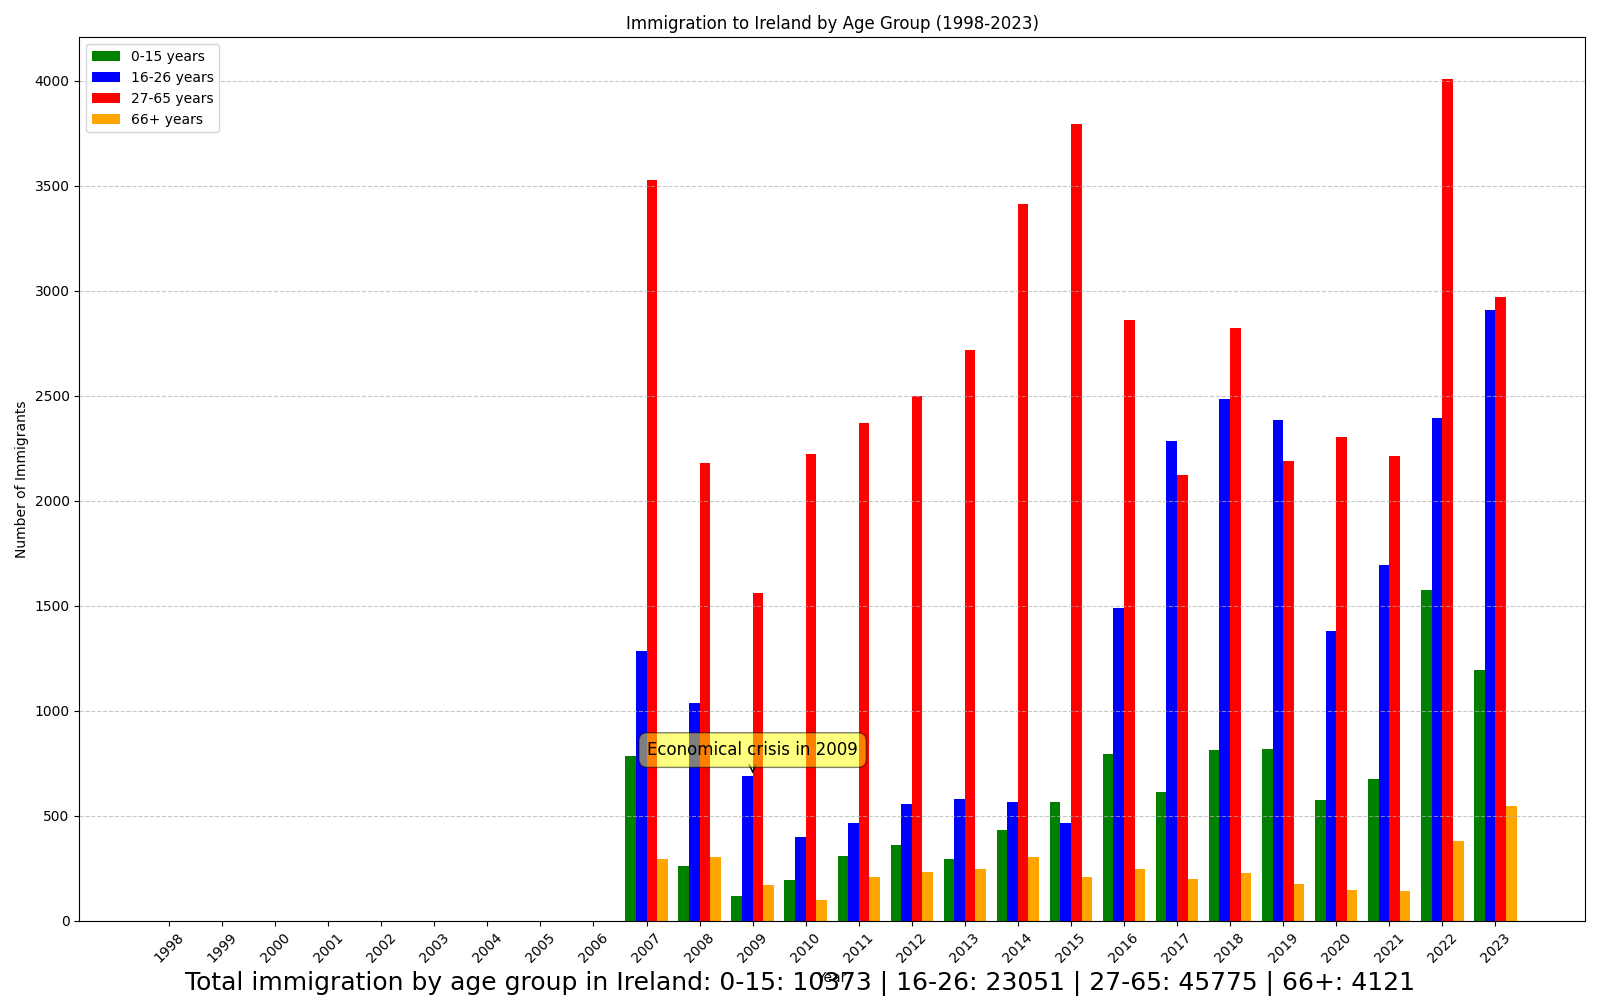 Immigration to Ireland by Age Group (1998-2023)
0-15 years
16-26 years
27-65 years
66+ years
Number of Immigrants
4000
3500
3000
2500
2000
1500
1000
500
0
Economical crisis in 2009
1998 1999 2000 2001 2002 2003 2004 2005 2006 2007 2008 2009 2010 2011 2012 2013 2014 2015 2016 2017 2018 2019 2020 2021 2022 2023
Year
Total immigration by age group in Ireland: 0-15: 10373 | 16-26: 23051 | 27-65: 45775 | 66+: 4121